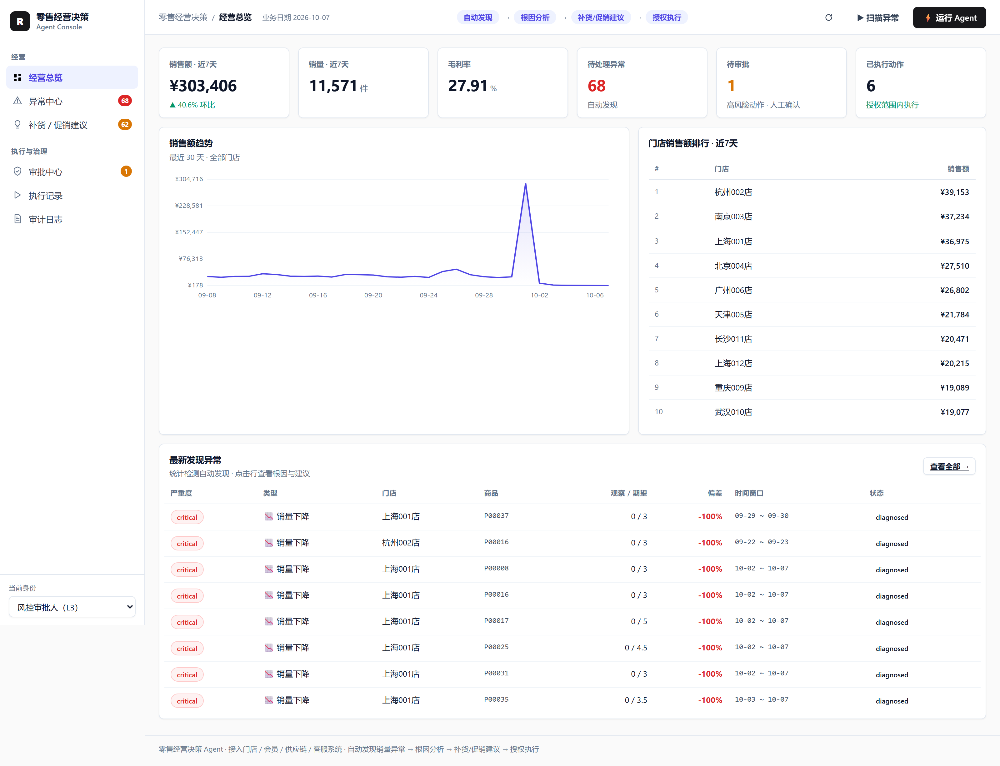 R
零售经营决策
Agent Console
经营
经营总览
异常中心 68
补货 / 促销建议 62
执行与治理
审批中心 1
执行记录
审计日志
当前身份
风控审批人（L3）
零售经营决策 / 经营总览 业务日期 2026-10-07
自动发现 → 根因分析 → 补货/促销建议 → 授权执行
▶ 扫描异常
运行 Agent
销售额 · 近7天
¥303,406
▲ 40.6% 环比
销量 · 近7天
11,571 件
毛利率
27.91 %
待处理异常
68
自动发现
待审批
1
高风险动作 · 人工确认
已执行动作
6
授权范围内执行
销售额趋势
最近 30 天 · 全部门店
¥304,716
¥228,581
¥152,447
¥76,313
¥178
09-08 09-12 09-16 09-20 09-24 09-28 10-02 10-06
门店销售额排行 · 近7天
# 门店 销售额
1 杭州002店 ¥39,153
2 南京003店 ¥37,234
3 上海001店 ¥36,975
4 北京004店 ¥27,510
5 广州006店 ¥26,802
6 天津005店 ¥21,784
7 长沙011店 ¥20,471
8 上海012店 ¥20,215
9 重庆009店 ¥19,089
10 武汉010店 ¥19,077
最新发现异常
统计检测自动发现 · 点击行查看根因与建议
查看全部 →
严重度 类型 门店 商品 观察 / 期望 偏差 时间窗口 状态
critical 销量下降 上海001店 P00037 0 / 3 -100% 09-29 ~ 09-30 diagnosed
critical 销量下降 杭州002店 P00016 0 / 3 -100% 09-22 ~ 09-23 diagnosed
critical 销量下降 上海001店 P00008 0 / 3 -100% 10-02 ~ 10-07 diagnosed
critical 销量下降 上海001店 P00016 0 / 3 -100% 10-02 ~ 10-07 diagnosed
critical 销量下降 上海001店 P00017 0 / 5 -100% 10-02 ~ 10-07 diagnosed
critical 销量下降 上海001店 P00025 0 / 4.5 -100% 10-02 ~ 10-07 diagnosed
critical 销量下降 上海001店 P00031 0 / 3 -100% 10-02 ~ 10-07 diagnosed
critical 销量下降 上海001店 P00035 0 / 3.5 -100% 10-03 ~ 10-07 diagnosed
零售经营决策 Agent · 接入门店 / 会员 / 供应链 / 客服系统 · 自动发现销量异常 → 根因分析 → 补货/促销建议 → 授权执行